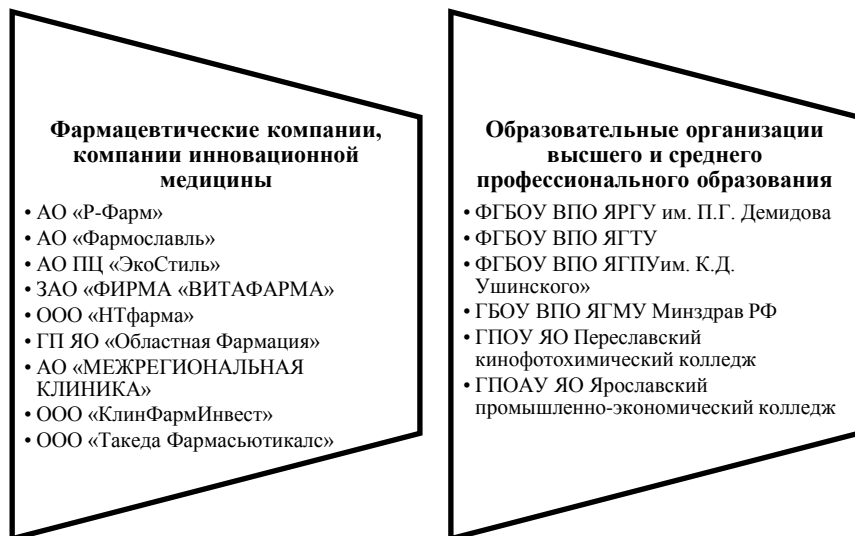 Фармацевтические компании,
компании инновационной
медицины
• АО «Р-Фарм»
• АО «Фармославль»
• АО ПЦ «ЭкоСтиль»
• ЗАО «ФИРМА «ВИТАФАРМА»
• ООО «НТфарма»
• ГП ЯО «Областная Фармация»
• АО «МЕЖРЕГИОНАЛЬНАЯ
КЛИНИКА»
• ООО «КлинФармИнвест»
• ООО «Такеда Фармасьютикалс»
Образовательные организации
высшего и среднего
профессионального образования
• ФГБОУ ВПО ЯРГУ им. П.Г. Демидова
• ФГБОУ ВПО ЯГТУ
• ФГБОУ ВПО ЯГПУим. К.Д.
Ушинского»
• ГБОУ ВПО ЯГМУ Минздрав РФ
• ГПОУ ЯО Переславский
кинофотохимический колледж
• ГПОАУ ЯО Ярославский
промышленно-экономический колледж